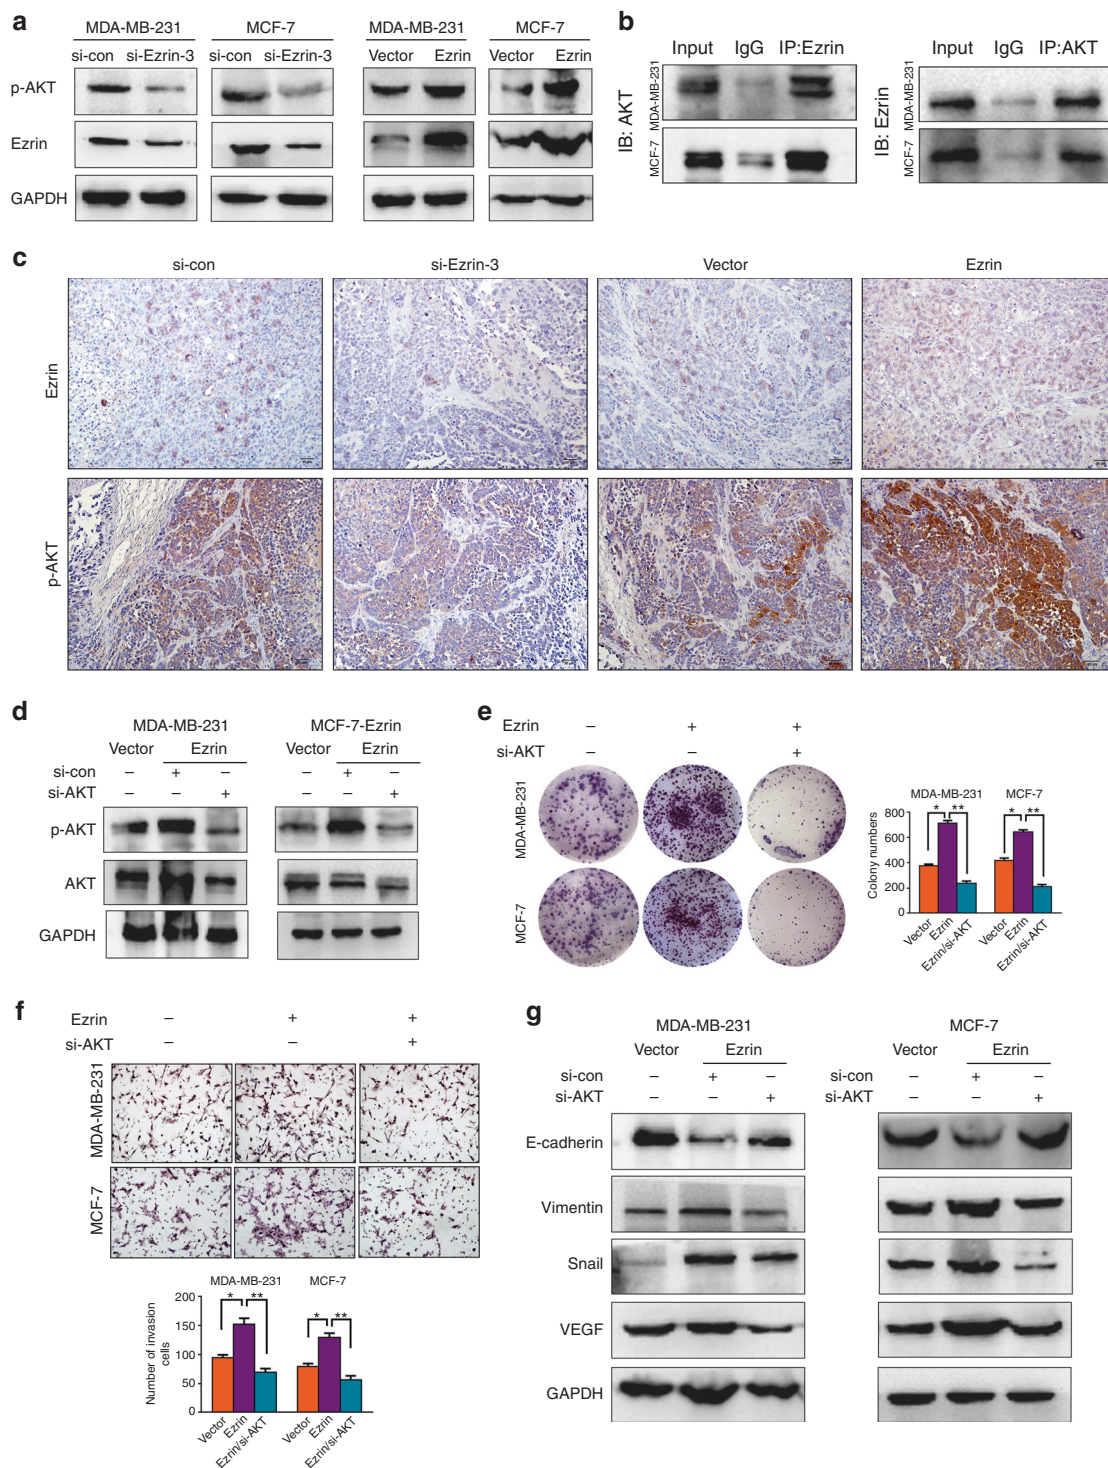 a
MDA-MB-231 MCF-7 MDA-MB-231 MCF-7
si-con si-Ezrin-3 si-con si-Ezrin-3 Vector Ezrin Vector Ezrin
p-AKT
Ezrin
GAPDH
b
Input IgG IP:Ezrin Input IgG IP:AKT
IB: AKT
MDA-MB-231
MCF-7
IB: Ezrin
MDA-MB-231
MCF-7
c
si-con si-Ezrin-3 Vector Ezrin
Ezrin
p-AKT
d
MDA-MB-231 MCF-7-Ezrin
Vector Ezrin Vector Ezrin
si-con – + – – + –
si-AKT – – + – – +
p-AKT
AKT
GAPDH
e
Ezrin – + +
si-AKT – – +
MDA-MB-231
MCF-7
MDA-MB-231 MCF-7
* ** * **
Colony numbers
800
600
400
200
0
Vector Ezrin Ezrin/si-AKT Vector Ezrin Ezrin/si-AKT
f
Ezrin – + +
si-AKT – – +
MDA-MB-231
MCF-7
MDA-MB-231 MCF-7
* ** * **
Number of invasion
cells
200
150
100
50
0
Vector Ezrin Ezrin/si-AKT Vector Ezrin Ezrin/si-AKT
g
MDA-MB-231 MCF-7
Vector Ezrin Vector Ezrin
si-con – + – si-con – + –
si-AKT – – + si-AKT – – +
E-cadherin
Vimentin
Snail
VEGF
GAPDH